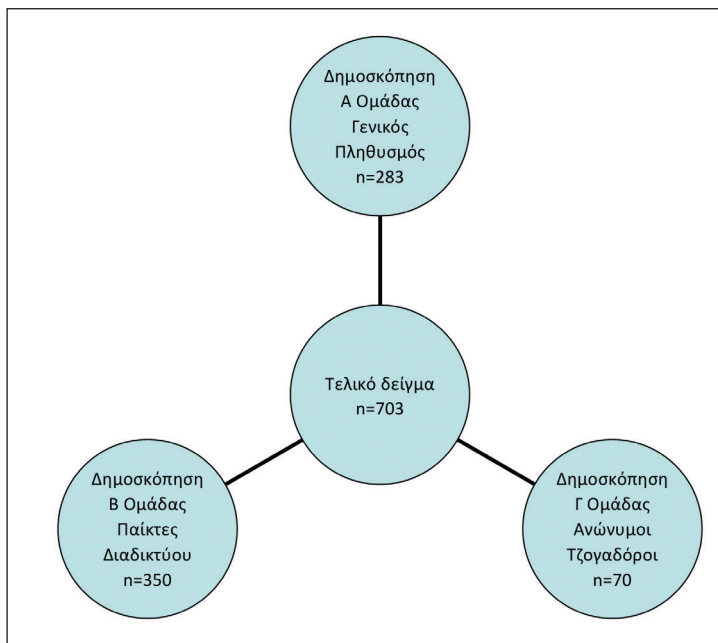 Δημοσκόπηση
Α Ομάδας
Γενικός
Πληθυσμός
n=283
Τελικό δείγμα
n=703
Δημοσκόπηση
Β Ομάδας
Παίκτες
Διαδικτύου
n=350
Δημοσκόπηση
Γ Ομάδας
Ανώνυμοι
Τζογαδόροι
n=70